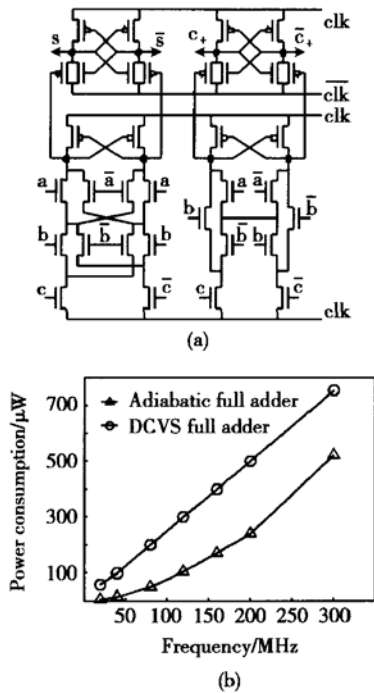 clk
s s̄ c₊ c̄₊
c̄l̄k̄
clk
a ā a a ā
b b̄ b b b̄ b b̄
c c̄ c c̄
clk
(a)
Power consumption/μW
700
500
300
100
Adiabatic full adder
DCVS full adder
0 50 100 150 200 250 300
Frequency/MHz
(b)